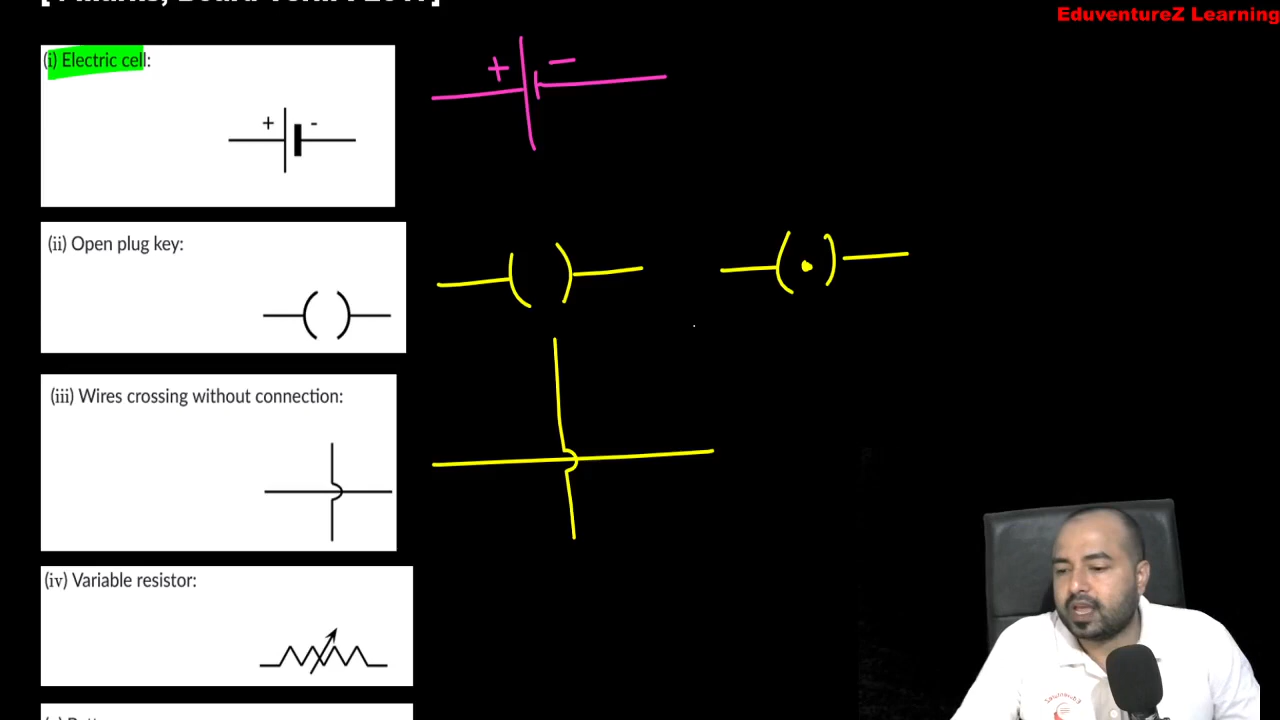 EduventureZ Learning
(i) Electric cell:
+ -
+ -
(ii) Open plug key:
(iii) Wires crossing without connection:
(iv) Variable resistor: